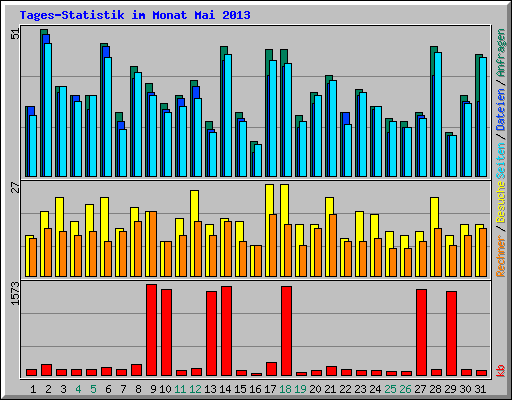 Tages-Statistik im Monat Mai 2013
51
27
1573
Rechner / Besuche Seiten / Dateien / Anfragen
kb
1 2 3 4 5 6 7 8 9 10 11 12 13 14 15 16 17 18 19 20 21 22 23 24 25 26 27 28 29 30 31